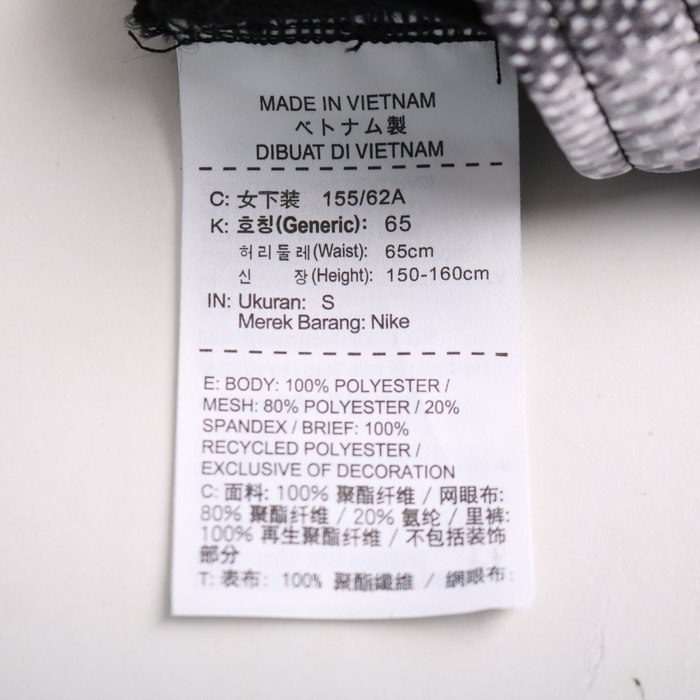 MADE IN VIETNAM
ベトナム製
DIBUAT DI VIETNAM
C: 女下装 155/62A
K: 호칭(Generic): 65
허리둘레(Waist): 65cm
신 장(Height): 150-160cm
IN: Ukuran: S
Merek Barang: Nike
E: BODY: 100% POLYESTER /
MESH: 80% POLYESTER / 20%
SPANDEX / BRIEF: 100%
RECYCLED POLYESTER /
EXCLUSIVE OF DECORATION
C: 面料: 100% 聚酯纤维 / 网眼布:
80% 聚酯纤维 / 20% 氨纶 / 里裤:
100% 再生聚酯纤维 / 不包括装饰
部分
T: 表布: 100% 聚酯纖維 / 網眼布: